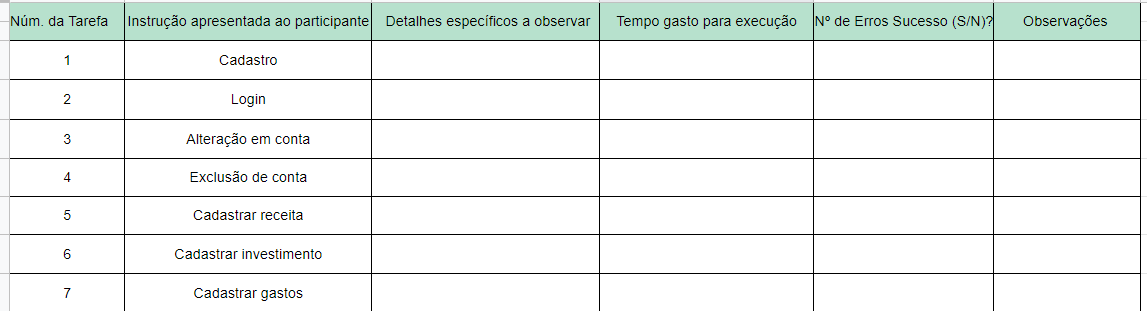 Núm. da Tarefa Instrução apresentada ao participante Detalhes específicos a observar Tempo gasto para execução Nº de Erros Sucesso (S/N)? Observações
1 Cadastro
2 Login
3 Alteração em conta
4 Exclusão de conta
5 Cadastrar receita
6 Cadastrar investimento
7 Cadastrar gastos